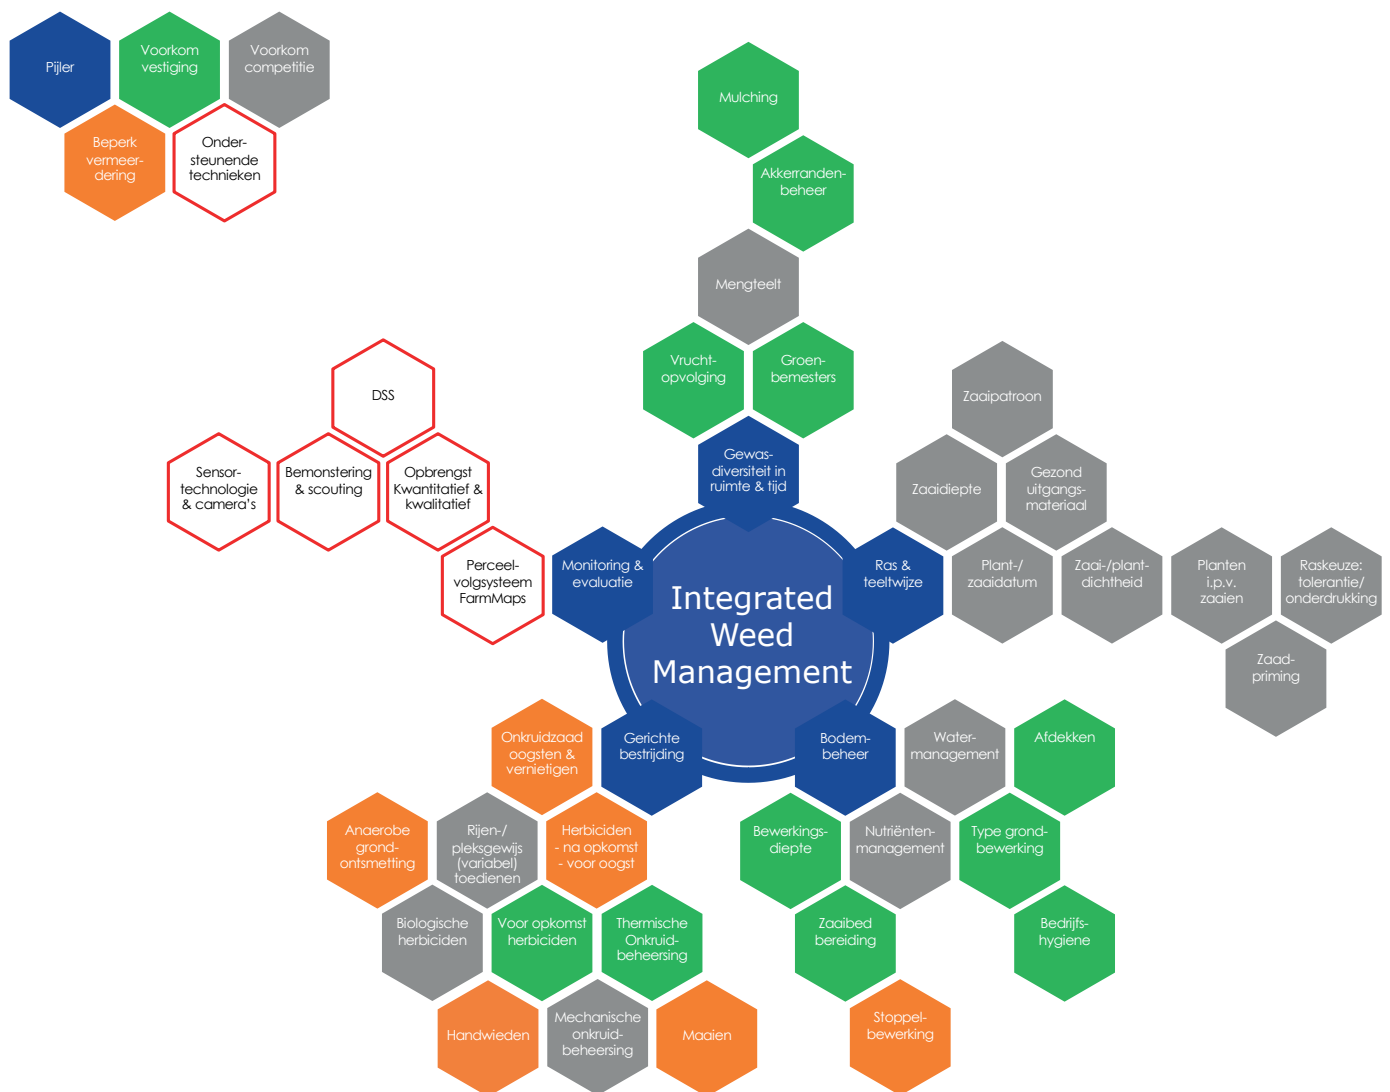 Pijler
Voorkom
vestiging
Voorkom
competitie
Beperk
vermeer-
dering
Onder-
steunende
technieken
Mulching
Akkerranden-
beheer
Mengteelt
Vrucht-
opvolging
Groen-
bemesters
Gewas-
diversiteit in
ruimte & tijd
DSS
Sensor-
technologie
& camera's
Bemonstering
& scouting
Opbrengst
Kwantitatief &
kwalitatief
Perceel-
volgsysteem
FarmMaps
Monitoring &
evaluatie
Zaaipatroon
Zaaidiepte
Gezond
uitgangs-
materiaal
Ras &
teeltwijze
Plant-/
zaaidatum
Zaai-/plant-
dichtheid
Planten
i.p.v.
zaaien
Raskeuze:
tolerantie/
onderdrukking
Zaad-
priming
Integrated
Weed
Management
Onkruidzaad
oogsten &
vernietigen
Gerichte
bestrijding
Anaerobe
grond-
ontsmetting
Rijen-/
pleksgewijs
(variabel)
toedienen
Herbiciden
- na opkomst
- voor oogst
Biologische
herbiciden
Voor opkomst
herbiciden
Thermische
Onkruid-
beheersing
Handwieden
Mechanische
onkruid-
beheersing
Maaien
Bodem-
beheer
Water-
management
Afdekken
Bewerkings-
diepte
Nutriënten-
management
Type grond-
bewerking
Zaaibed
bereiding
Bedrijfs-
hygiene
Stoppel-
bewerking